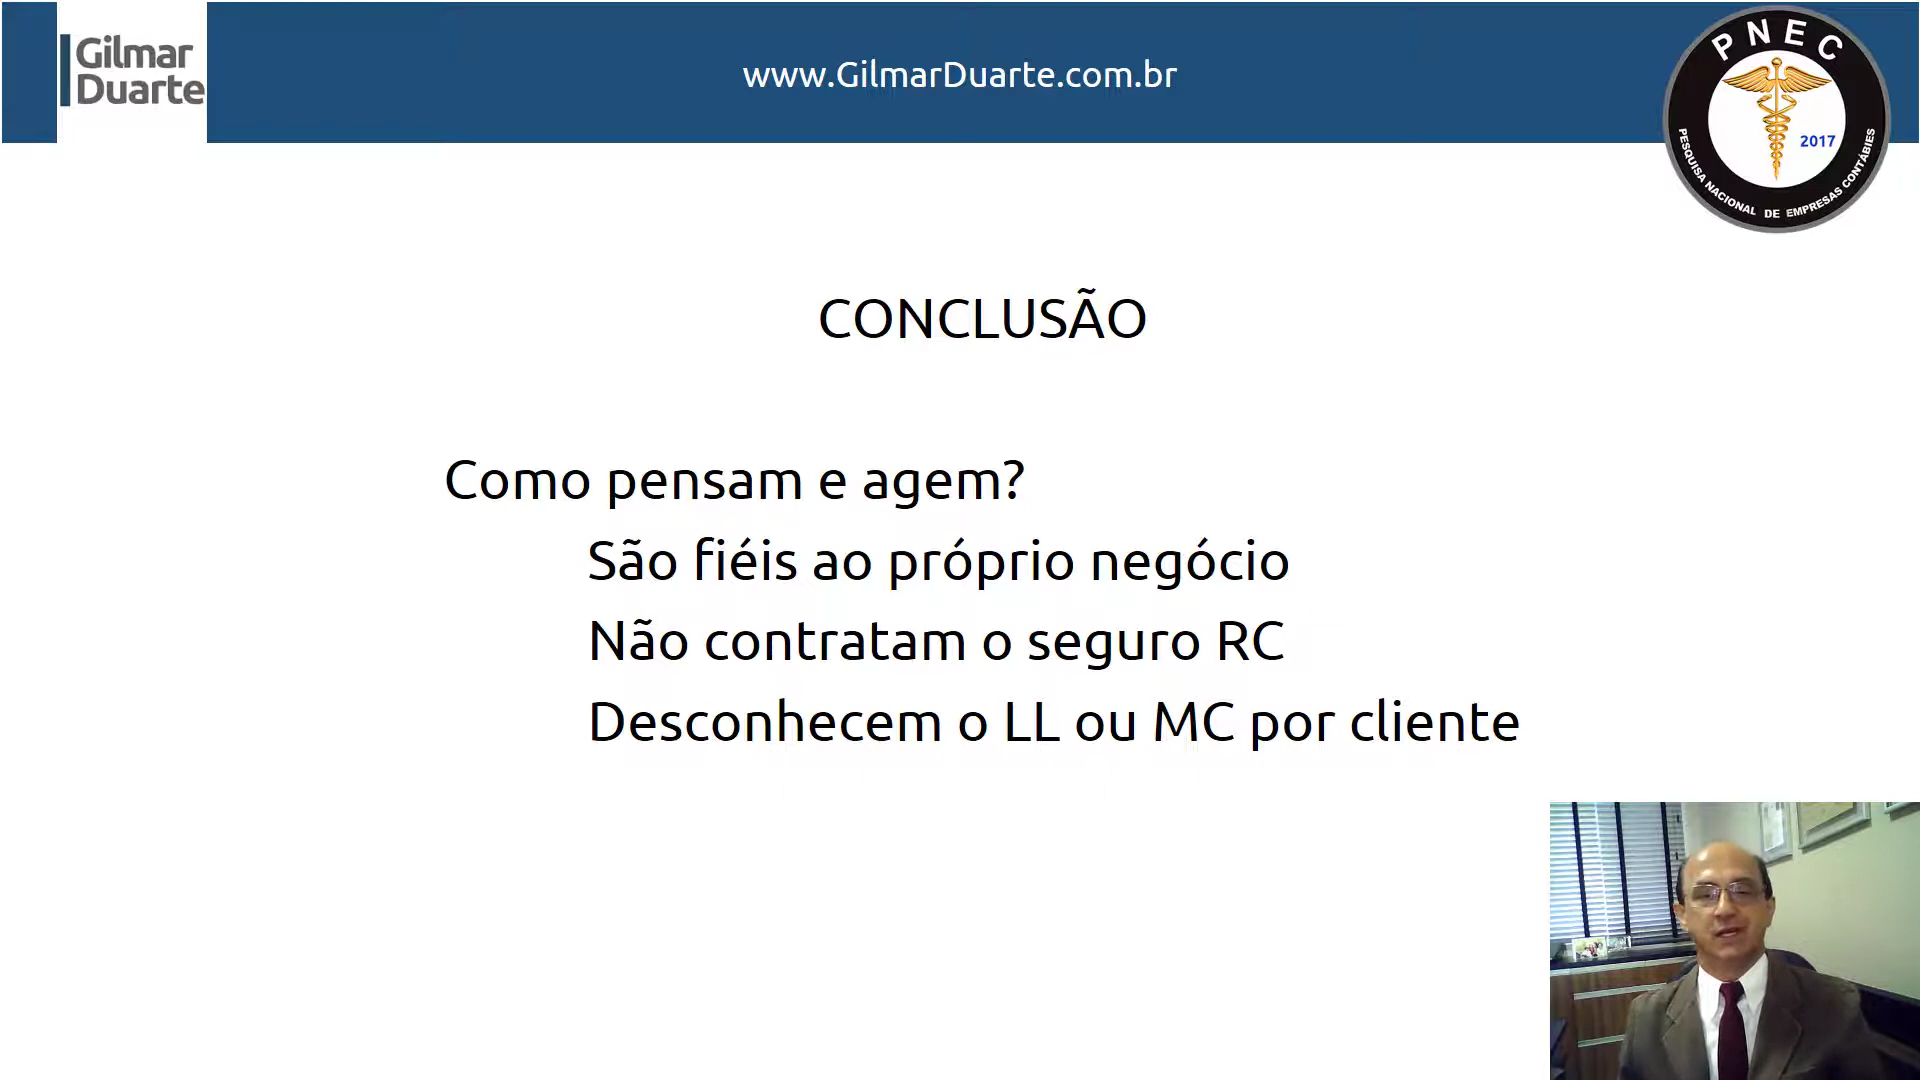 Gilmar
Duarte
www.GilmarDuarte.com.br
PNEC
2017
PESQUISA NACIONAL DE EMPRESAS CONTÁBIES
CONCLUSÃO
Como pensam e agem?
São fiéis ao próprio negócio
Não contratam o seguro RC
Desconhecem o LL ou MC por cliente